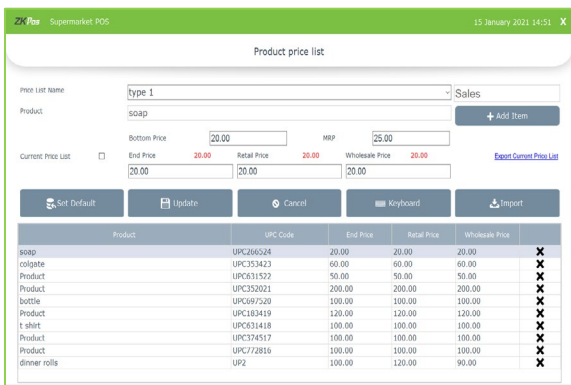 ZKPos Supermarket POS 15 January 2021 14:51 X
Product price list
Price List Name type 1 Sales
Product soap + Add Item
Bottom Price 20.00 MRP 25.00
Current Price List End Price 20.00 Retail Price 20.00 Wholesale Price 20.00 Export Current Price List
20.00 20.00 20.00
Set Default Update Cancel Keyboard Import
Product UPC Code End Price Retail Price Wholesale Price
soap UPC266524 20.00 20.00 20.00
colgate UPC353423 60.00 60.00 60.00
Product UPC631522 50.00 50.00 50.00
Product UPC352021 200.00 200.00 200.00
bottle UPC697520 100.00 100.00 100.00
Product UPC183419 120.00 120.00 120.00
t shirt UPC631418 100.00 100.00 100.00
Product UPC374517 100.00 100.00 100.00
Product UPC772816 100.00 100.00 100.00
dinner rolls UP2 100.00 120.00 90.00